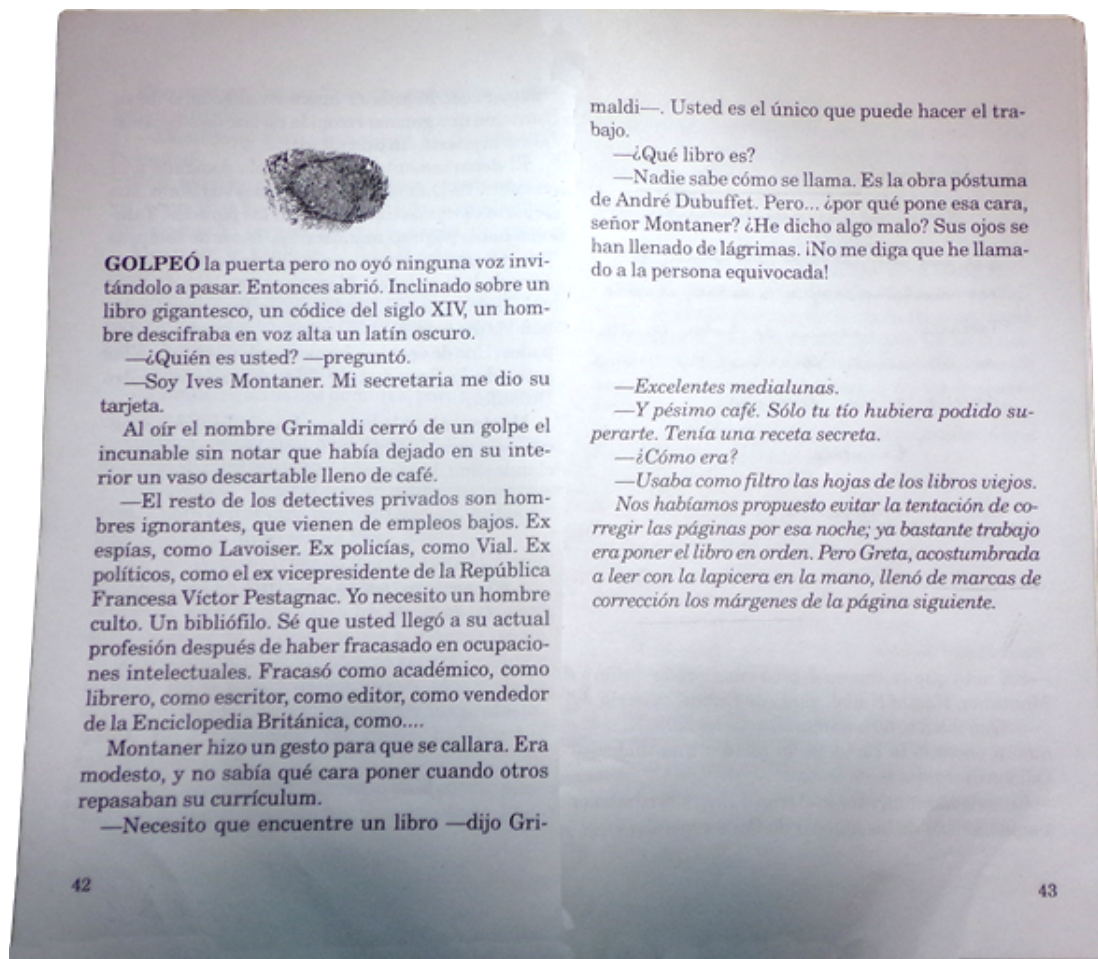 GOLPEÓ la puerta pero no oyó ninguna voz invi-
tándolo a pasar. Entonces abrió. Inclinado sobre un
libro gigantesco, un códice del siglo XIV, un hom-
bre descifraba en voz alta un latín oscuro.
—¿Quién es usted? —preguntó.
—Soy Ives Montaner. Mi secretaria me dio su
tarjeta.
Al oír el nombre Grimaldi cerró de un golpe el
incunable sin notar que había dejado en su inte-
rior un vaso descartable lleno de café.
—El resto de los detectives privados son hom-
bres ignorantes, que vienen de empleos bajos. Ex
espías, como Lavoiser. Ex policías, como Vial. Ex
políticos, como el ex vicepresidente de la República
Francesa Víctor Pestagnac. Yo necesito un hombre
culto. Un bibliófilo. Sé que usted llegó a su actual
profesión después de haber fracasado en ocupacio-
nes intelectuales. Fracasó como académico, como
librero, como escritor, como editor, como vendedor
de la Enciclopedia Británica, como....
Montaner hizo un gesto para que se callara. Era
modesto, y no sabía qué cara poner cuando otros
repasaban su currículum.
—Necesito que encuentre un libro —dijo Gri-
42
maldi—. Usted es el único que puede hacer el tra-
bajo.
—¿Qué libro es?
—Nadie sabe cómo se llama. Es la obra póstuma
de André Dubuffet. Pero... ¿por qué pone esa cara,
señor Montaner? ¿He dicho algo malo? Sus ojos se
han llenado de lágrimas. ¡No me diga que he llama-
do a la persona equivocada!
—Excelentes medialunas.
—Y pésimo café. Sólo tu tío hubiera podido su-
perarte. Tenía una receta secreta.
—¿Cómo era?
—Usaba como filtro las hojas de los libros viejos.
Nos habíamos propuesto evitar la tentación de co-
rregir las páginas por esa noche; ya bastante trabajo
era poner el libro en orden. Pero Greta, acostumbrada
a leer con la lapicera en la mano, llenó de marcas de
corrección los márgenes de la página siguiente.
43